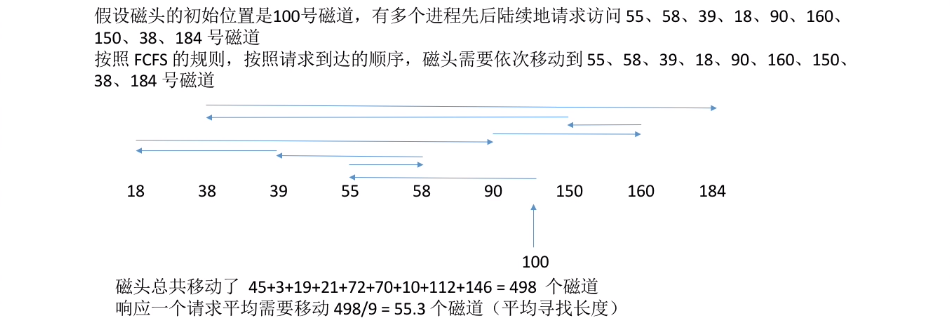 假设磁头的初始位置是100号磁道，有多个进程先后陆续地请求访问 55、58、39、18、90、160、
150、38、184 号磁道
按照 FCFS 的规则，按照请求到达的顺序，磁头需要依次移动到 55、58、39、18、90、160、150、
38、184 号磁道
18 38 39 55 58 90 150 160 184
100
磁头总共移动了 45+3+19+21+72+70+10+112+146 = 498 个磁道
响应一个请求平均需要移动 498/9 = 55.3 个磁道（平均寻找长度）